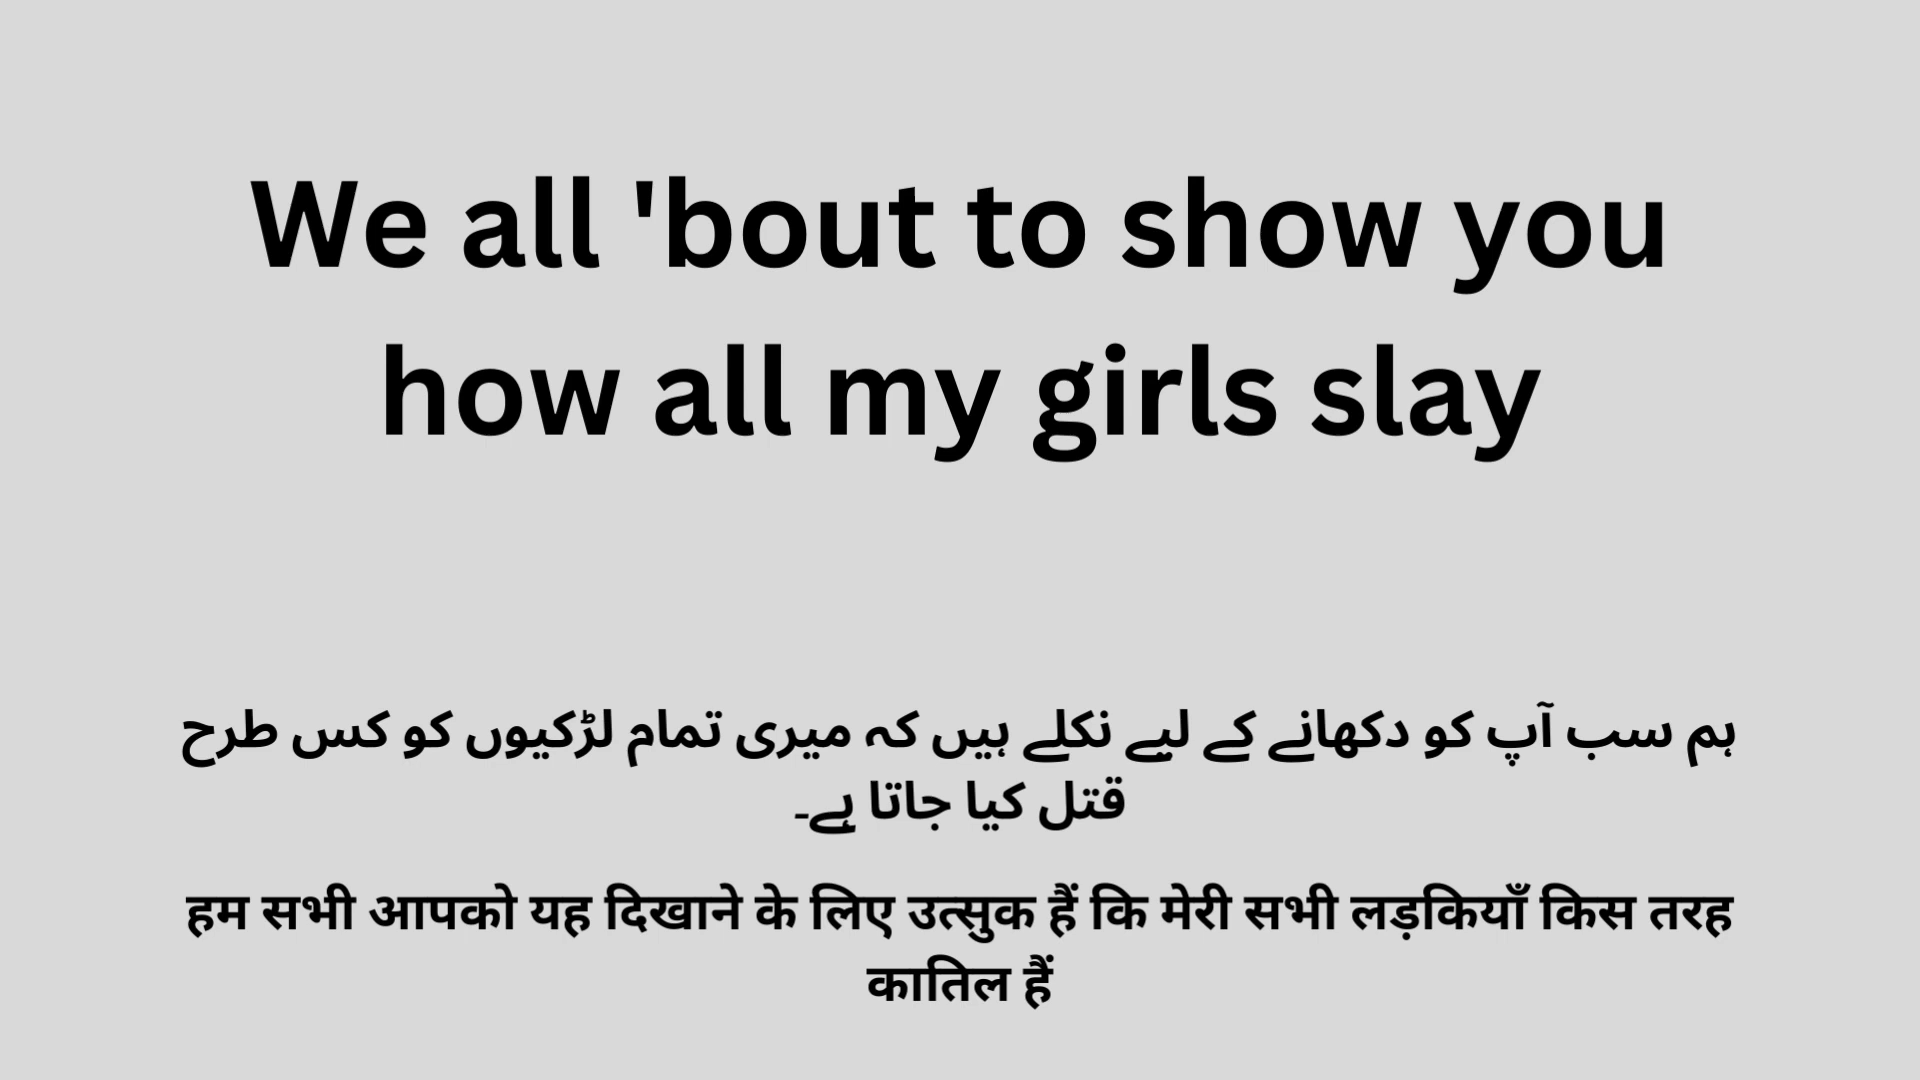 We all 'bout to show you
how all my girls slay
ہم سب آپ کو دکھانے کے لیے نکلے ہیں کہ میری تمام لڑکیوں کو کس طرح
قتل کیا جاتا ہے۔
हम सभी आपको यह दिखाने के लिए उत्सुक हैं कि मेरी सभी लड़कियाँ किस तरह
कातिल हैं